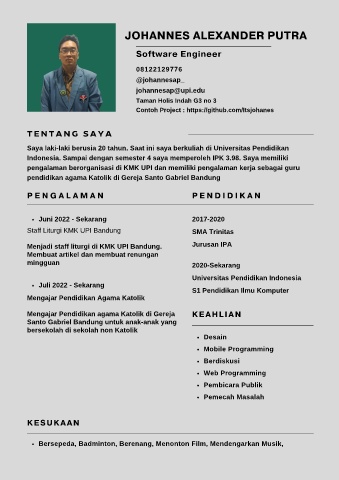 JOHANNES ALEXANDER PUTRA
Software Engineer
08122129776
@johannesap_
johannesap@upi.edu
Taman Holis Indah G3 no 3
Contoh Project : https://github.com/Itsjohanes
TENTANG SAYA
Saya laki-laki berusia 20 tahun. Saat ini saya berkuliah di Universitas Pendidikan
Indonesia. Sampai dengan semester 4 saya memperoleh IPK 3.98. Saya memiliki
pengalaman berorganisasi di KMK UPI dan memiliki pengalaman kerja sebagai guru
pendidikan agama Katolik di Gereja Santo Gabriel Bandung
PENGALAMAN
• Juni 2022 - Sekarang
Staff Liturgi KMK UPI Bandung
Menjadi staff liturgi di KMK UPI Bandung.
Membuat artikel dan membuat renungan
mingguan
• Juli 2022 - Sekarang
Mengajar Pendidikan Agama Katolik
Mengajar Pendidikan agama Katolik di Gereja
Santo Gabriel Bandung untuk anak-anak yang
bersekolah di sekolah non Katolik
PENDIDIKAN
2017-2020
SMA Trinitas
Jurusan IPA
2020-Sekarang
Universitas Pendidikan Indonesia
S1 Pendidikan Ilmu Komputer
KEAHLIAN
• Desain
• Mobile Programming
• Berdiskusi
• Web Programming
• Pembicara Publik
• Pemecah Masalah
KESUKAAN
• Bersepeda, Badminton, Berenang, Menonton Film, Mendengarkan Musik,